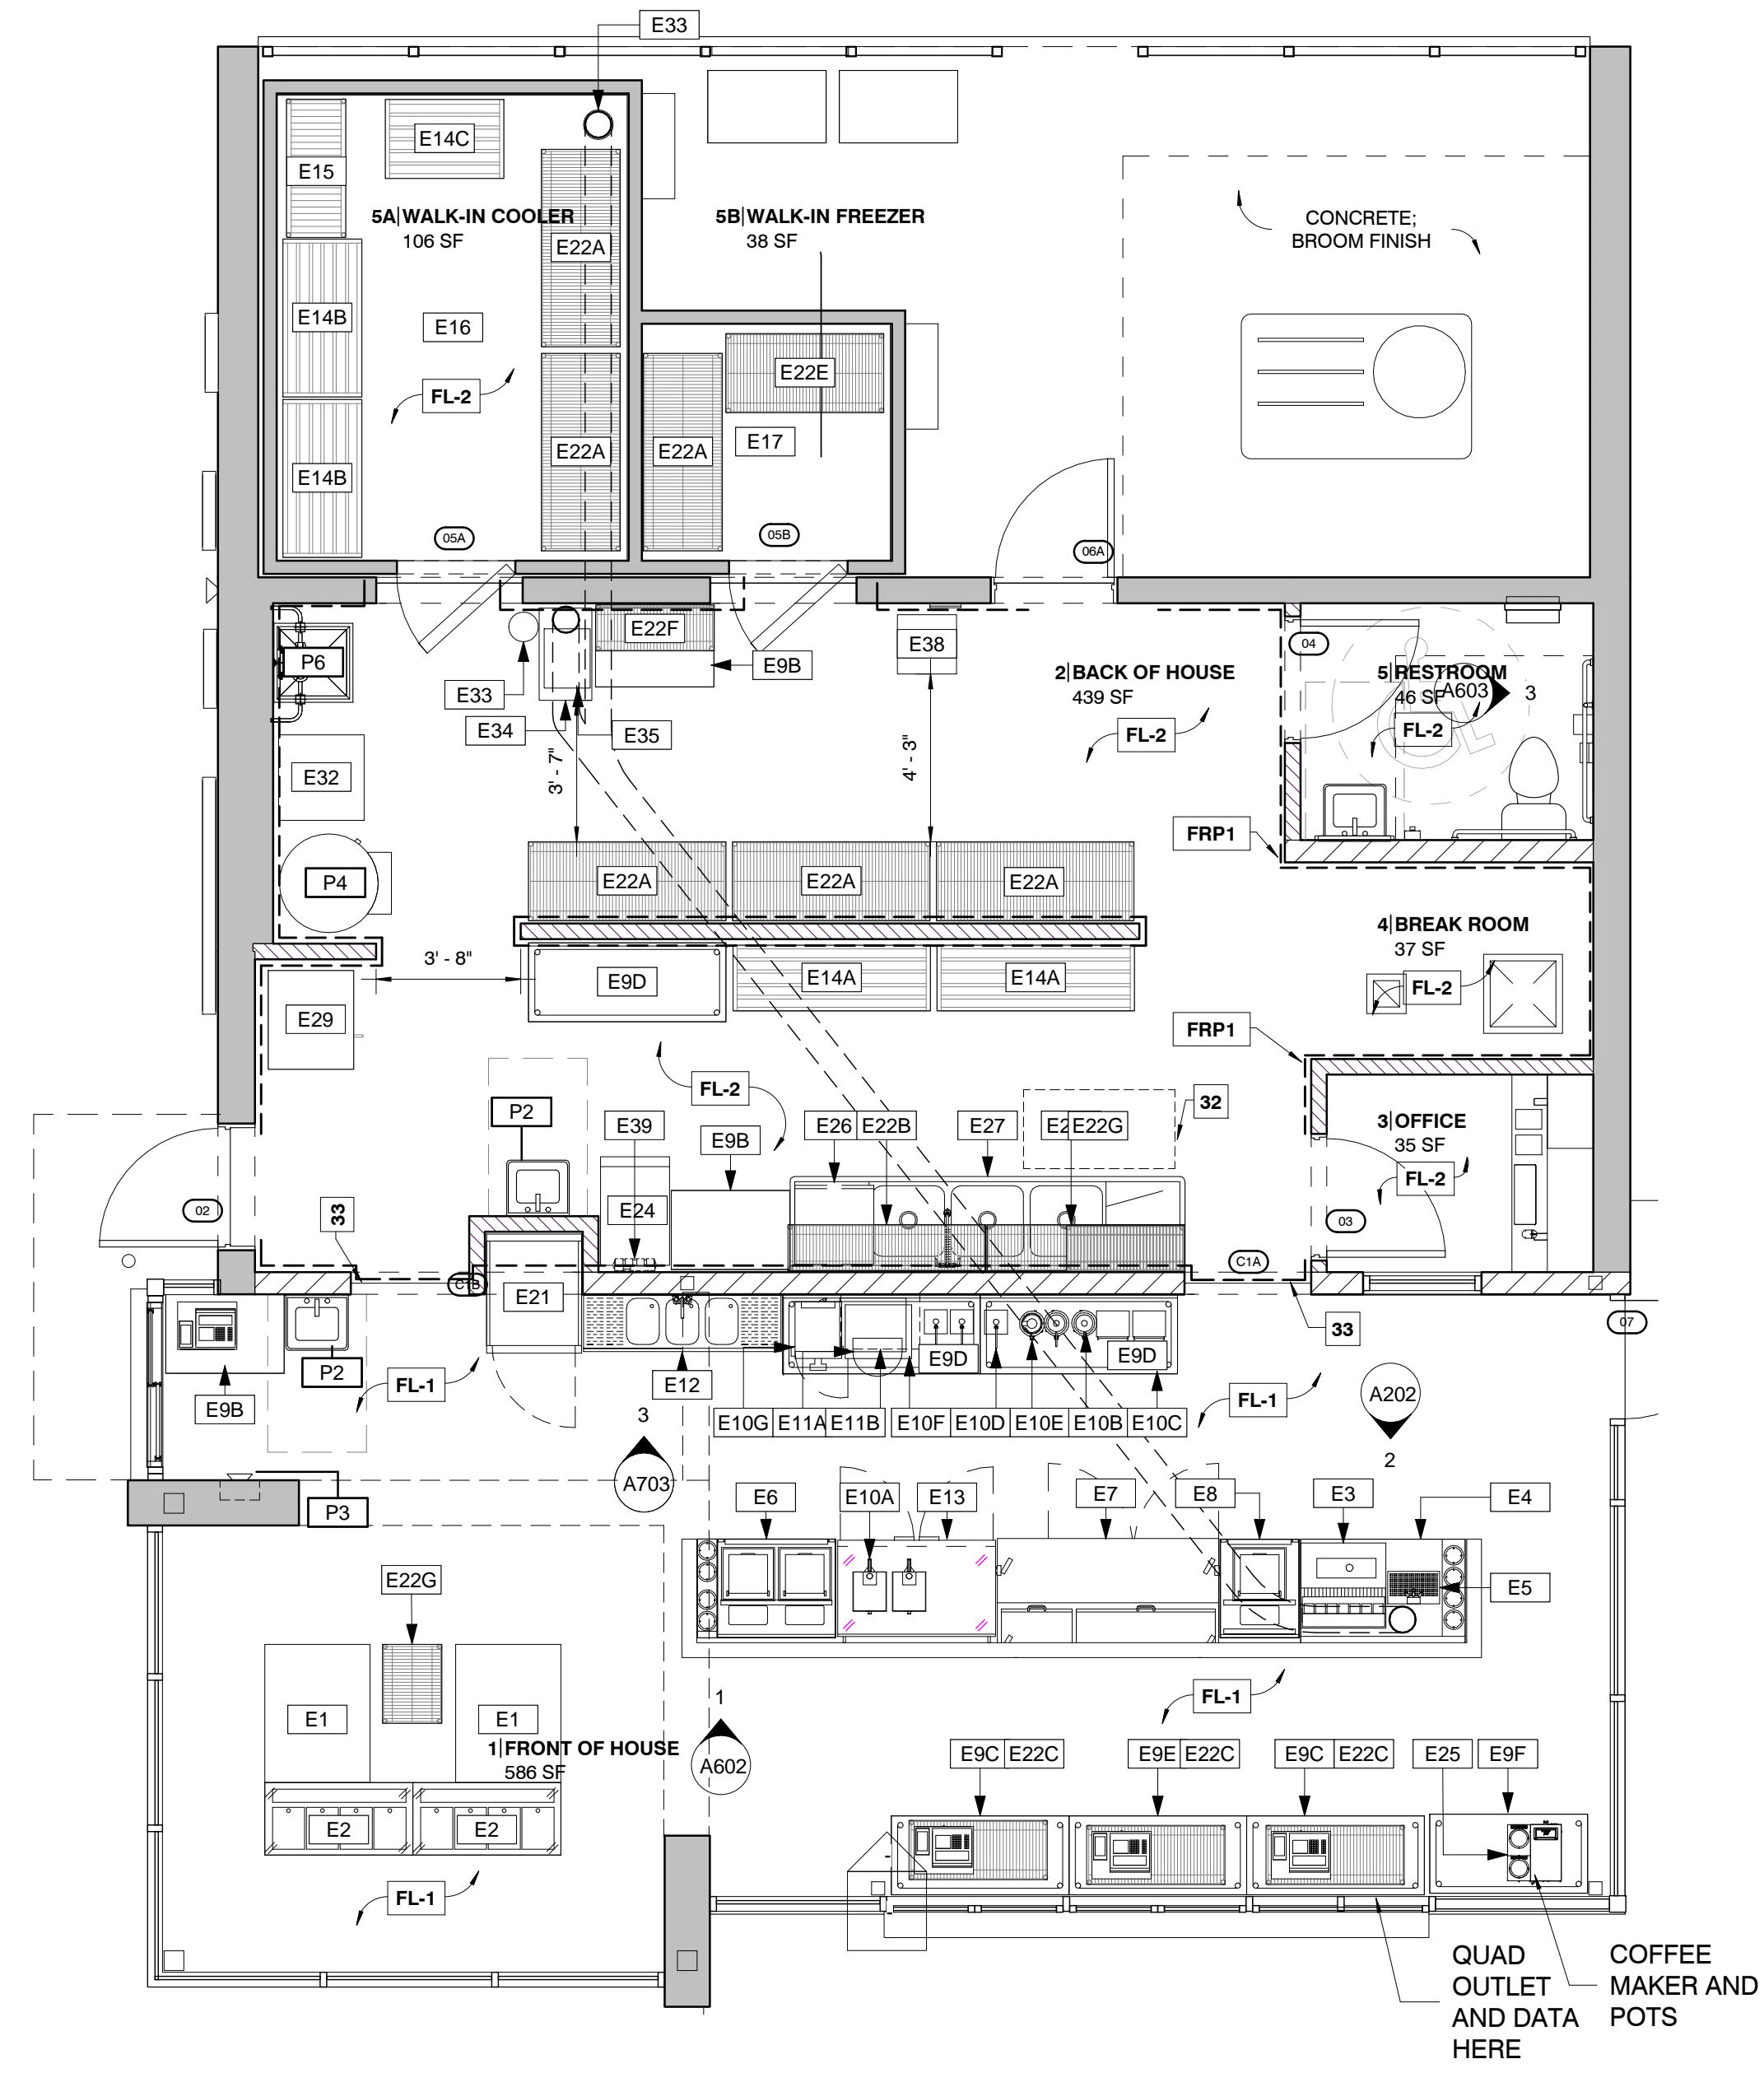 E33
E14C
E15
5A|WALK-IN COOLER
106 SF
E22A
5B|WALK-IN FREEZER
38 SF
CONCRETE;
BROOM FINISH
E14B
E16
E22E
FL-2
E17
E22A
E22A
E14B
05A
05B
06A
E22F
E38
04
P6
E9B
2|BACK OF HOUSE
439 SF
5|RESTROOM
46 SF
A603
3
E33
E34
E35
FL-2
FL-2
E32
3' - 7"
4' - 3"
FRP1
P4
E22A
E22A
E22A
4|BREAK ROOM
37 SF
3' - 8"
E9D
E14A
E14A
FL-2
E29
FRP1
FL-2
32
P2
E39
E9B
E26
E22B
E27
E22G
3|OFFICE
35 SF
FL-2
02
33
E24
03
C1A
C1B
E21
07
33
E9B
P2
FL-1
E12
E9D
E9D
FL-1
A202
2
3
E10G
E11A
E11B
E10F
E10D
E10E
E10B
E10C
A703
P3
E6
E10A
E13
E7
E8
E3
E4
E22G
E5
FL-1
1
A602
E1
E1
1|FRONT OF HOUSE
586 SF
E9C
E22C
E9E
E22C
E9C
E22C
E25
E9F
E2
E2
FL-1
QUAD
OUTLET
AND DATA
HERE
COFFEE
MAKER AND
POTS